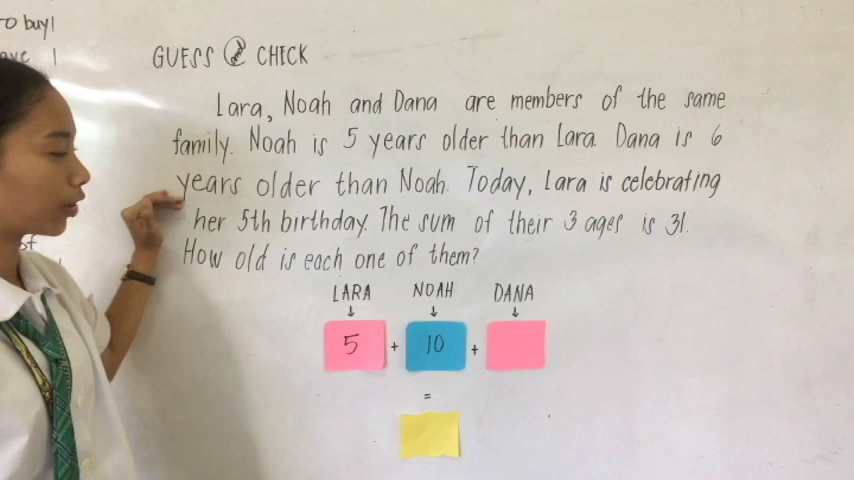 to buy
GUESS & CHECK
Lara, Noah and Dana are members of the same
family. Noah is 5 years older than Lara. Dana is 6
years older than Noah. Today, Lara is celebrating
her 5th birthday. The sum of their 3 ages is 31.
How old is each one of them?
LARA NOAH DANA
↓ ↓ ↓
5 + 10 +
=